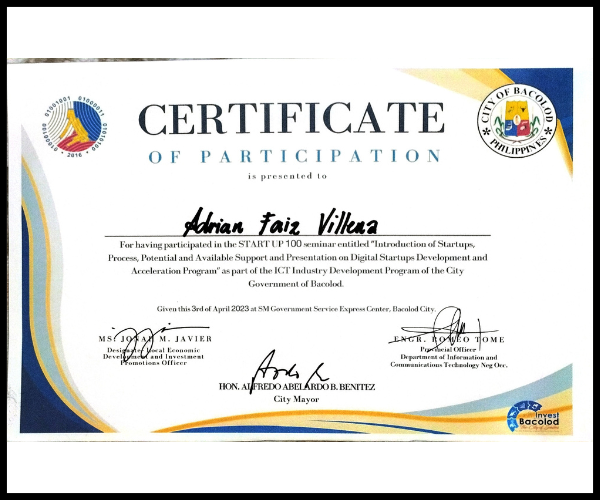 CERTIFICATE
OF PARTICIPATION
is presented to
01001001 01000011 01010100 01000100
2016
CITY OF BACOLOD
PHILIPPINES
Adrian Faiz Villena
For having participated in the START UP 100 seminar entitled "Introduction of Startups,
Process, Potential and Available Support and Presentation on Digital Startups Development and
Acceleration Program" as part of the ICT Industry Development Program of the City
Government of Bacolod.
Given this 3rd of April 2023 at SM Government Service Express Center, Bacolod City.
MS. JONAH M. JAVIER
Designate, Local Economic
Development and Investment
Promotions Officer
ENGR. ROMEO TOME
Provincial Officer
Department of Information and
Communications Technology Neg Occ.
HON. ALFREDO ABELARDO B. BENITEZ
City Mayor
Invest
Bacolod